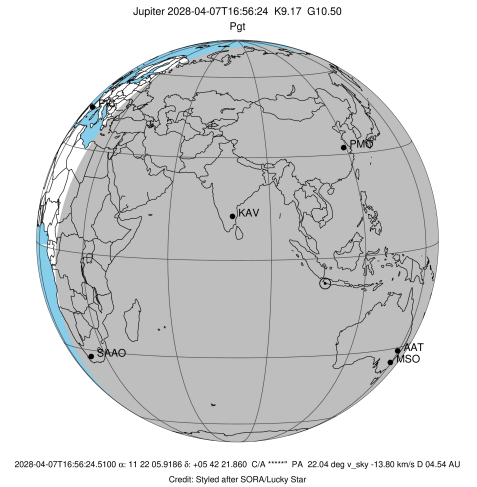 Jupiter 2028-04-07T16:56:24  K9.17  G10.50
Pgt
PMO
KAV
SAAO
AAT
MSO
2028-04-07T16:56:24.5100 α: 11 22 05.9186 δ: +05 42 21.860  C/A *****"  PA  22.04 deg v_sky -13.80 km/s D 04.54 AU
Credit: Styled after SORA/Lucky Star